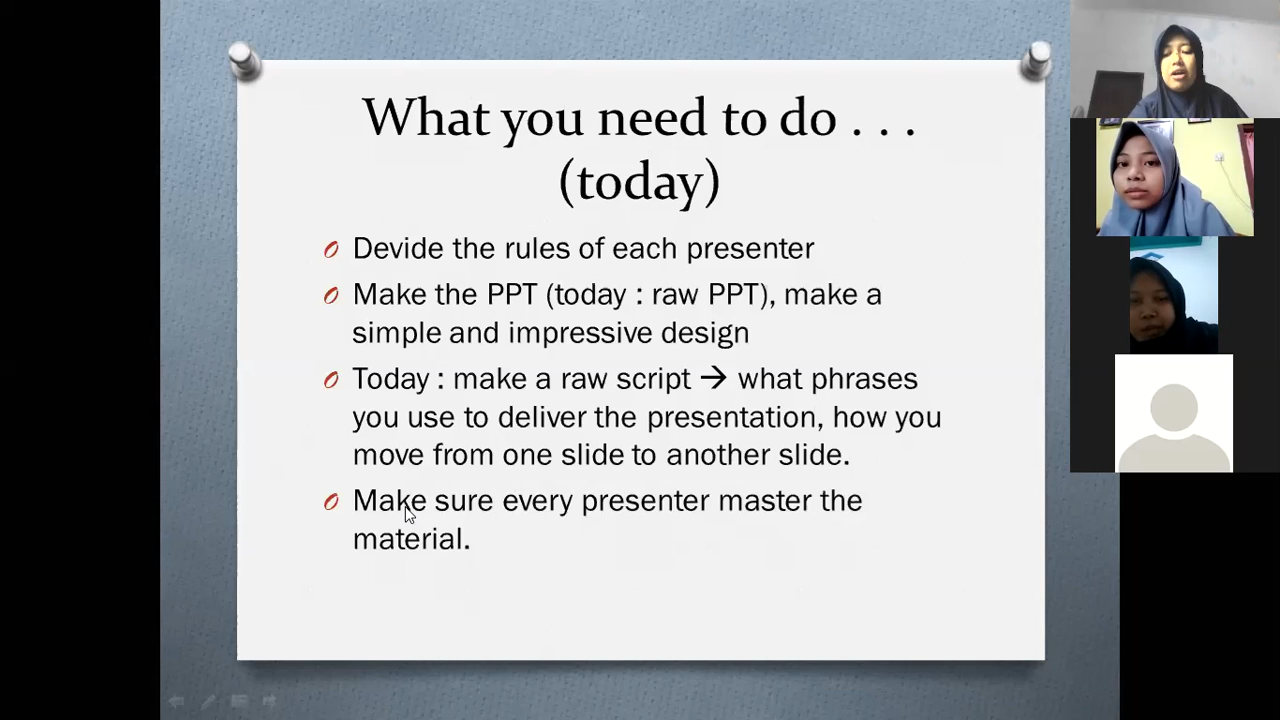 What you need to do . . .
(today)
Devide the rules of each presenter
Make the PPT (today : raw PPT), make a
simple and impressive design
Today : make a raw script → what phrases
you use to deliver the presentation, how you
move from one slide to another slide.
Make sure every presenter master the
material.